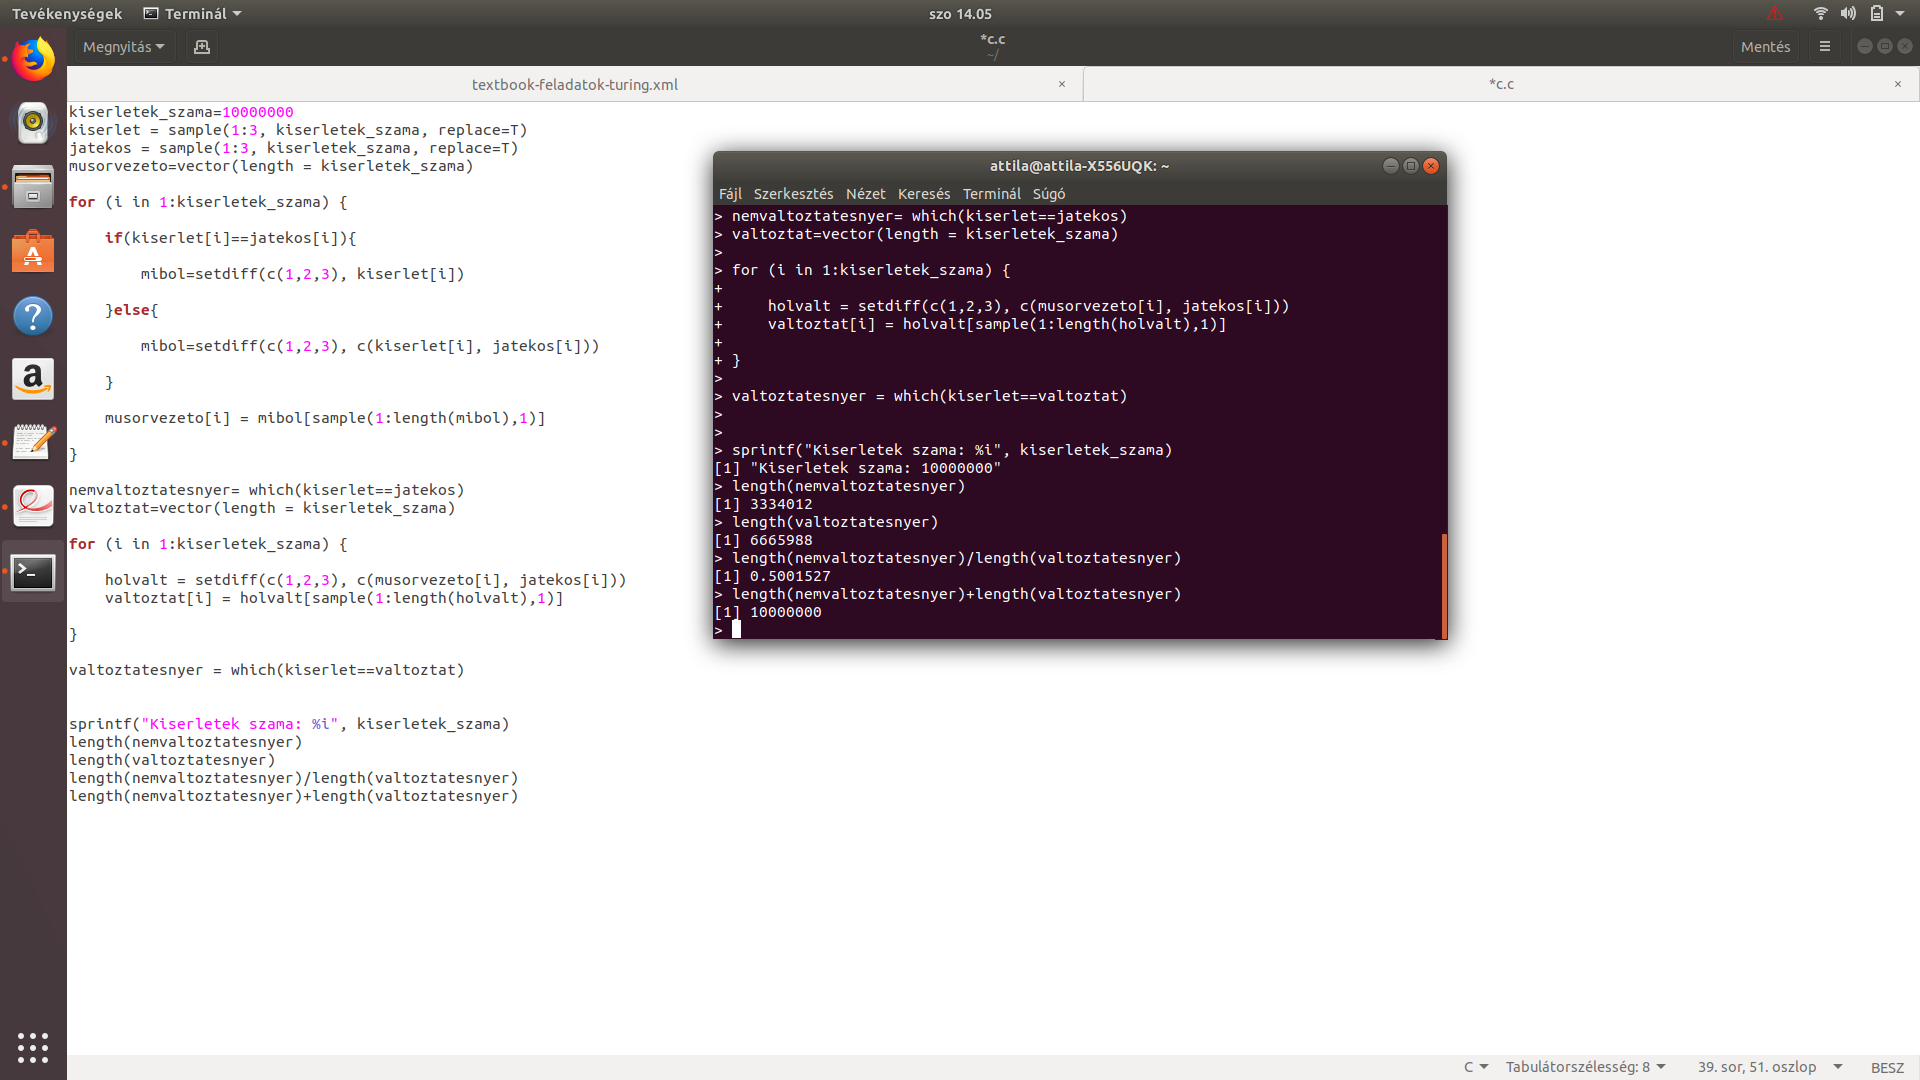 Tevékenységek
Terminál
szo 14.05
Megnyitás
*c.c
~/
Mentés
textbook-feladatok-turing.xml
*c.c
kiserletek_szama=10000000
kiserlet = sample(1:3, kiserletek_szama, replace=T)
jatekos = sample(1:3, kiserletek_szama, replace=T)
musorvezeto=vector(length = kiserletek_szama)
for (i in 1:kiserletek_szama) {
if(kiserlet[i]==jatekos[i]){
mibol=setdiff(c(1,2,3), kiserlet[i])
}else{
mibol=setdiff(c(1,2,3), c(kiserlet[i], jatekos[i]))
}
musorvezeto[i] = mibol[sample(1:length(mibol),1)]
}
nemvaltoztatesnyer= which(kiserlet==jatekos)
valtoztat=vector(length = kiserletek_szama)
for (i in 1:kiserletek_szama) {
holvalt = setdiff(c(1,2,3), c(musorvezeto[i], jatekos[i]))
valtoztat[i] = holvalt[sample(1:length(holvalt),1)]
}
valtoztatesnyer = which(kiserlet==valtoztat)
sprintf("Kiserletek szama: %i", kiserletek_szama)
length(nemvaltoztatesnyer)
length(valtoztatesnyer)
length(nemvaltoztatesnyer)/length(valtoztatesnyer)
length(nemvaltoztatesnyer)+length(valtoztatesnyer)
attila@attila-X556UQK: ~
Fájl Szerkesztés Nézet Keresés Terminál Súgó
> nemvaltoztatesnyer= which(kiserlet==jatekos)
> valtoztat=vector(length = kiserletek_szama)
>
> for (i in 1:kiserletek_szama) {
+
+ holvalt = setdiff(c(1,2,3), c(musorvezeto[i], jatekos[i]))
+ valtoztat[i] = holvalt[sample(1:length(holvalt),1)]
+
+ }
>
> valtoztatesnyer = which(kiserlet==valtoztat)
>
>
> sprintf("Kiserletek szama: %i", kiserletek_szama)
[1] "Kiserletek szama: 10000000"
> length(nemvaltoztatesnyer)
[1] 3334012
> length(valtoztatesnyer)
[1] 6665988
> length(nemvaltoztatesnyer)/length(valtoztatesnyer)
[1] 0.5001527
> length(nemvaltoztatesnyer)+length(valtoztatesnyer)
[1] 10000000
>
C
Tabulátorszélesség: 8
39. sor, 51. oszlop
BESZ